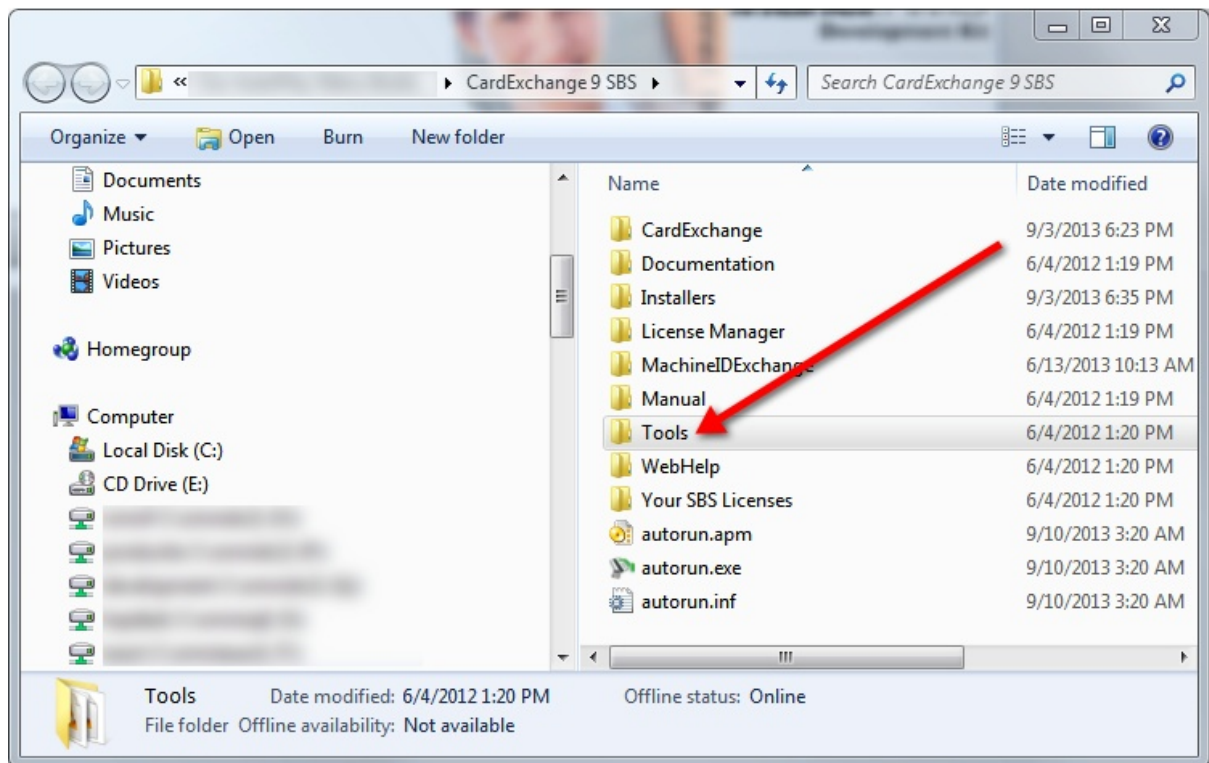 « CardExchange 9 SBS Search CardExchange 9 SBS
Organize Open Burn New folder
Documents
Music
Pictures
Videos
Homegroup
Computer
Local Disk (C:)
CD Drive (E:)
Name Date modified
CardExchange 9/3/2013 6:23 PM
Documentation 6/4/2012 1:19 PM
Installers 9/3/2013 6:35 PM
License Manager 6/4/2012 1:19 PM
MachineIDExchange 6/13/2013 10:13 AM
Manual 6/4/2012 1:19 PM
Tools 6/4/2012 1:20 PM
WebHelp 6/4/2012 1:20 PM
Your SBS Licenses 6/4/2012 1:20 PM
autorun.apm 9/10/2013 3:20 AM
autorun.exe 9/10/2013 3:20 AM
autorun.inf 9/10/2013 3:20 AM
Tools Date modified: 6/4/2012 1:20 PM Offline status: Online
File folder Offline availability: Not available